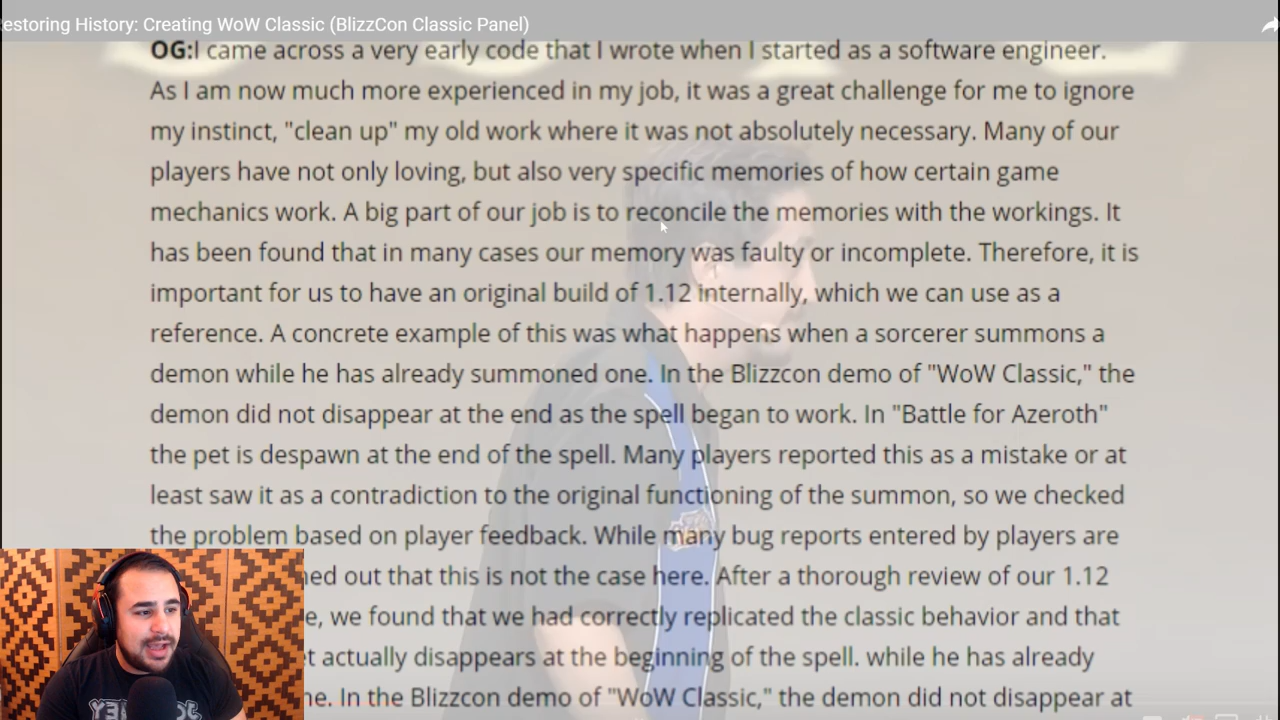 estoring History: Creating WoW Classic (BlizzCon Classic Panel)
OG:I came across a very early code that I wrote when I started as a software engineer.
As I am now much more experienced in my job, it was a great challenge for me to ignore
my instinct, "clean up" my old work where it was not absolutely necessary. Many of our
players have not only loving, but also very specific memories of how certain game
mechanics work. A big part of our job is to reconcile the memories with the workings. It
has been found that in many cases our memory was faulty or incomplete. Therefore, it is
important for us to have an original build of 1.12 internally, which we can use as a
reference. A concrete example of this was what happens when a sorcerer summons a
demon while he has already summoned one. In the Blizzcon demo of "WoW Classic," the
demon did not disappear at the end as the spell began to work. In "Battle for Azeroth"
the pet is despawn at the end of the spell. Many players reported this as a mistake or at
least saw it as a contradiction to the original functioning of the summon, so we checked
the problem based on player feedback. While many bug reports entered by players are
ned out that this is not the case here. After a thorough review of our 1.12
e, we found that we had correctly replicated the classic behavior and that
t actually disappears at the beginning of the spell. while he has already
ne. In the Blizzcon demo of "WoW Classic," the demon did not disappear at